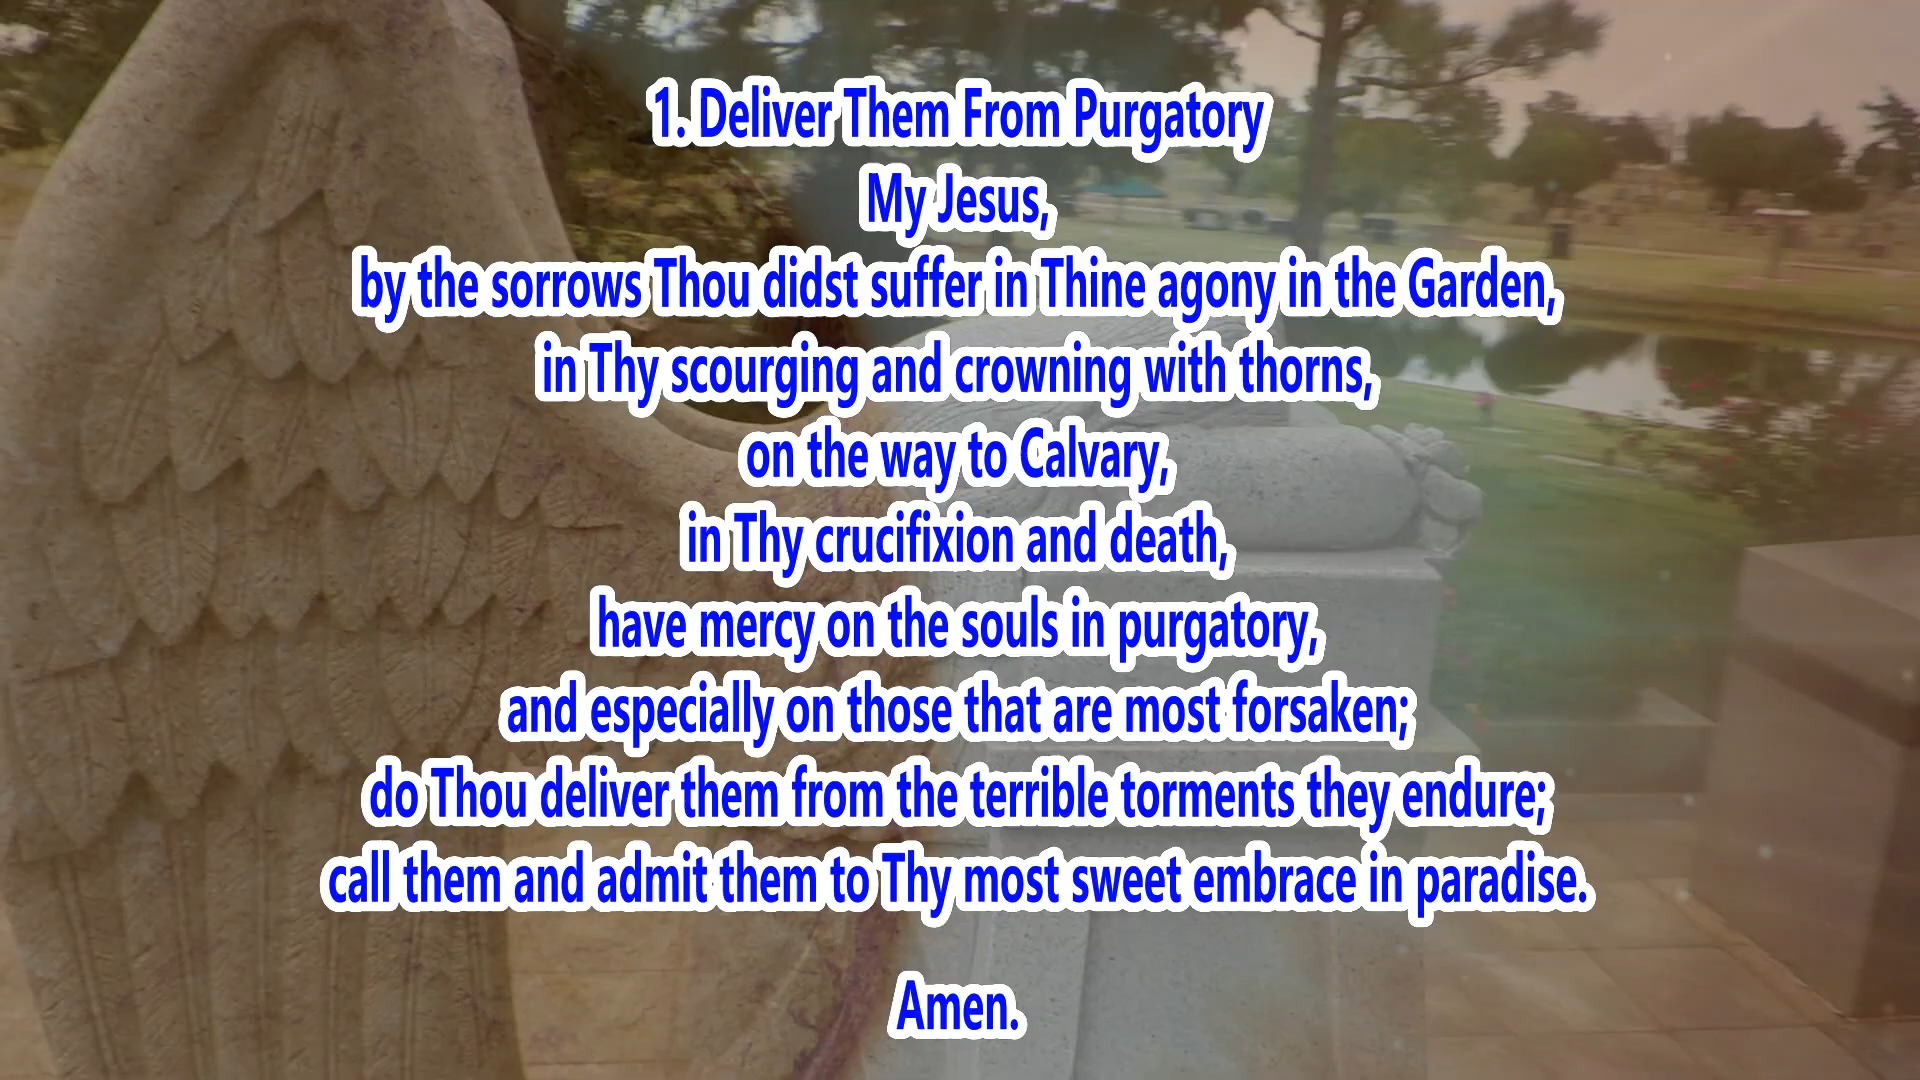 1. Deliver Them From Purgatory
My Jesus,
by the sorrows Thou didst suffer in Thine agony in the Garden,
in Thy scourging and crowning with thorns,
on the way to Calvary,
in Thy crucifixion and death,
have mercy on the souls in purgatory,
and especially on those that are most forsaken;
do Thou deliver them from the terrible torments they endure;
call them and admit them to Thy most sweet embrace in paradise.
Amen.